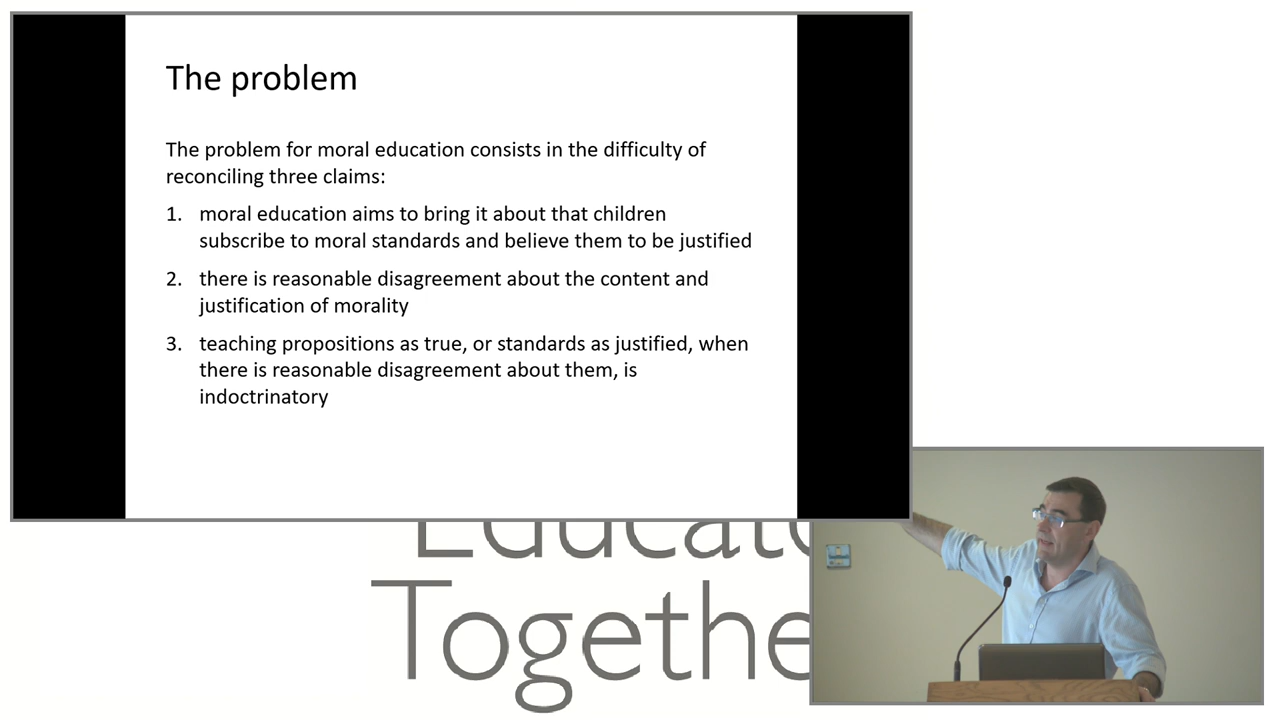 The problem
The problem for moral education consists in the difficulty of
reconciling three claims:
1. moral education aims to bring it about that children
subscribe to moral standards and believe them to be justified
2. there is reasonable disagreement about the content and
justification of morality
3. teaching propositions as true, or standards as justified, when
there is reasonable disagreement about them, is
indoctrinatory
Educato
Togethe